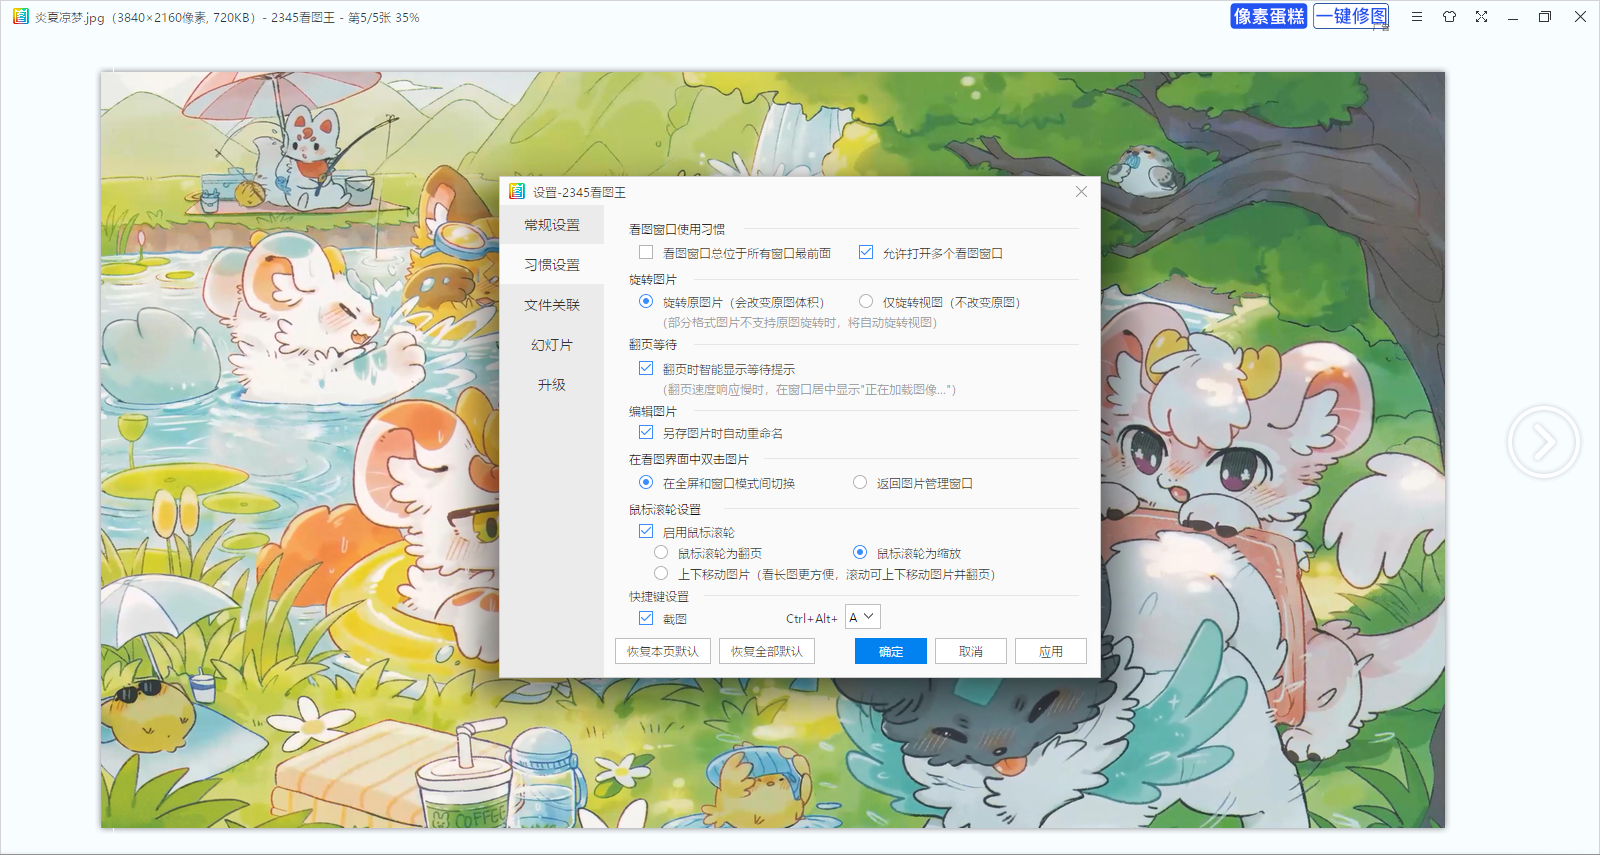 炎夏凉梦.jpg（3840×2160像素, 720KB）- 2345看图王 - 第5/5张 35%
像素蛋糕
一键修图
广告
设置-2345看图王
常规设置
习惯设置
文件关联
幻灯片
升级
看图窗口使用习惯
看图窗口总位于所有窗口最前面
允许打开多个看图窗口
旋转图片
旋转原图片（会改变原图体积）
仅旋转视图（不改变原图）
(部分格式图片不支持原图旋转时，将自动旋转视图)
翻页等待
翻页时智能显示等待提示
(翻页速度响应慢时，在窗口居中显示"正在加载图像...")
编辑图片
另存图片时自动重命名
在看图界面中双击图片
在全屏和窗口模式间切换
返回图片管理窗口
鼠标滚轮设置
启用鼠标滚轮
鼠标滚轮为翻页
鼠标滚轮为缩放
上下移动图片（看长图更方便，滚动可上下移动图片并翻页）
快捷键设置
截图
Ctrl+Alt+ A
恢复本页默认
恢复全部默认
确定
取消
应用
COFFEE